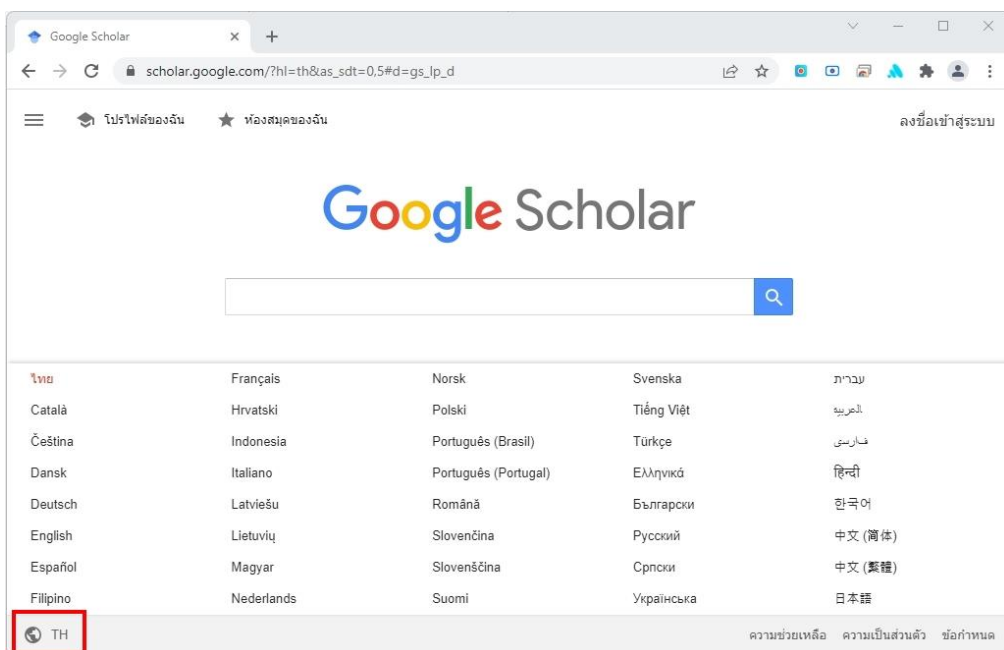 Google Scholar
scholar.google.com/?hl=th&as_sdt=0,5#d=gs_lp_d
โปรไฟล์ของฉัน ห้องสมุดของฉัน ลงชื่อเข้าสู่ระบบ
Google Scholar
ไทย Français Norsk Svenska עברית
Català Hrvatski Polski Tiếng Việt العربية
Čeština Indonesia Português (Brasil) Türkçe فارسی
Dansk Italiano Português (Portugal) Ελληνικά हिन्दी
Deutsch Latviešu Română Български 한국어
English Lietuvių Slovenčina Русский 中文 (简体)
Español Magyar Slovenščina Српски 中文 (繁體)
Filipino Nederlands Suomi Українська 日本語
TH ความช่วยเหลือ ความเป็นส่วนตัว ข้อกำหนด